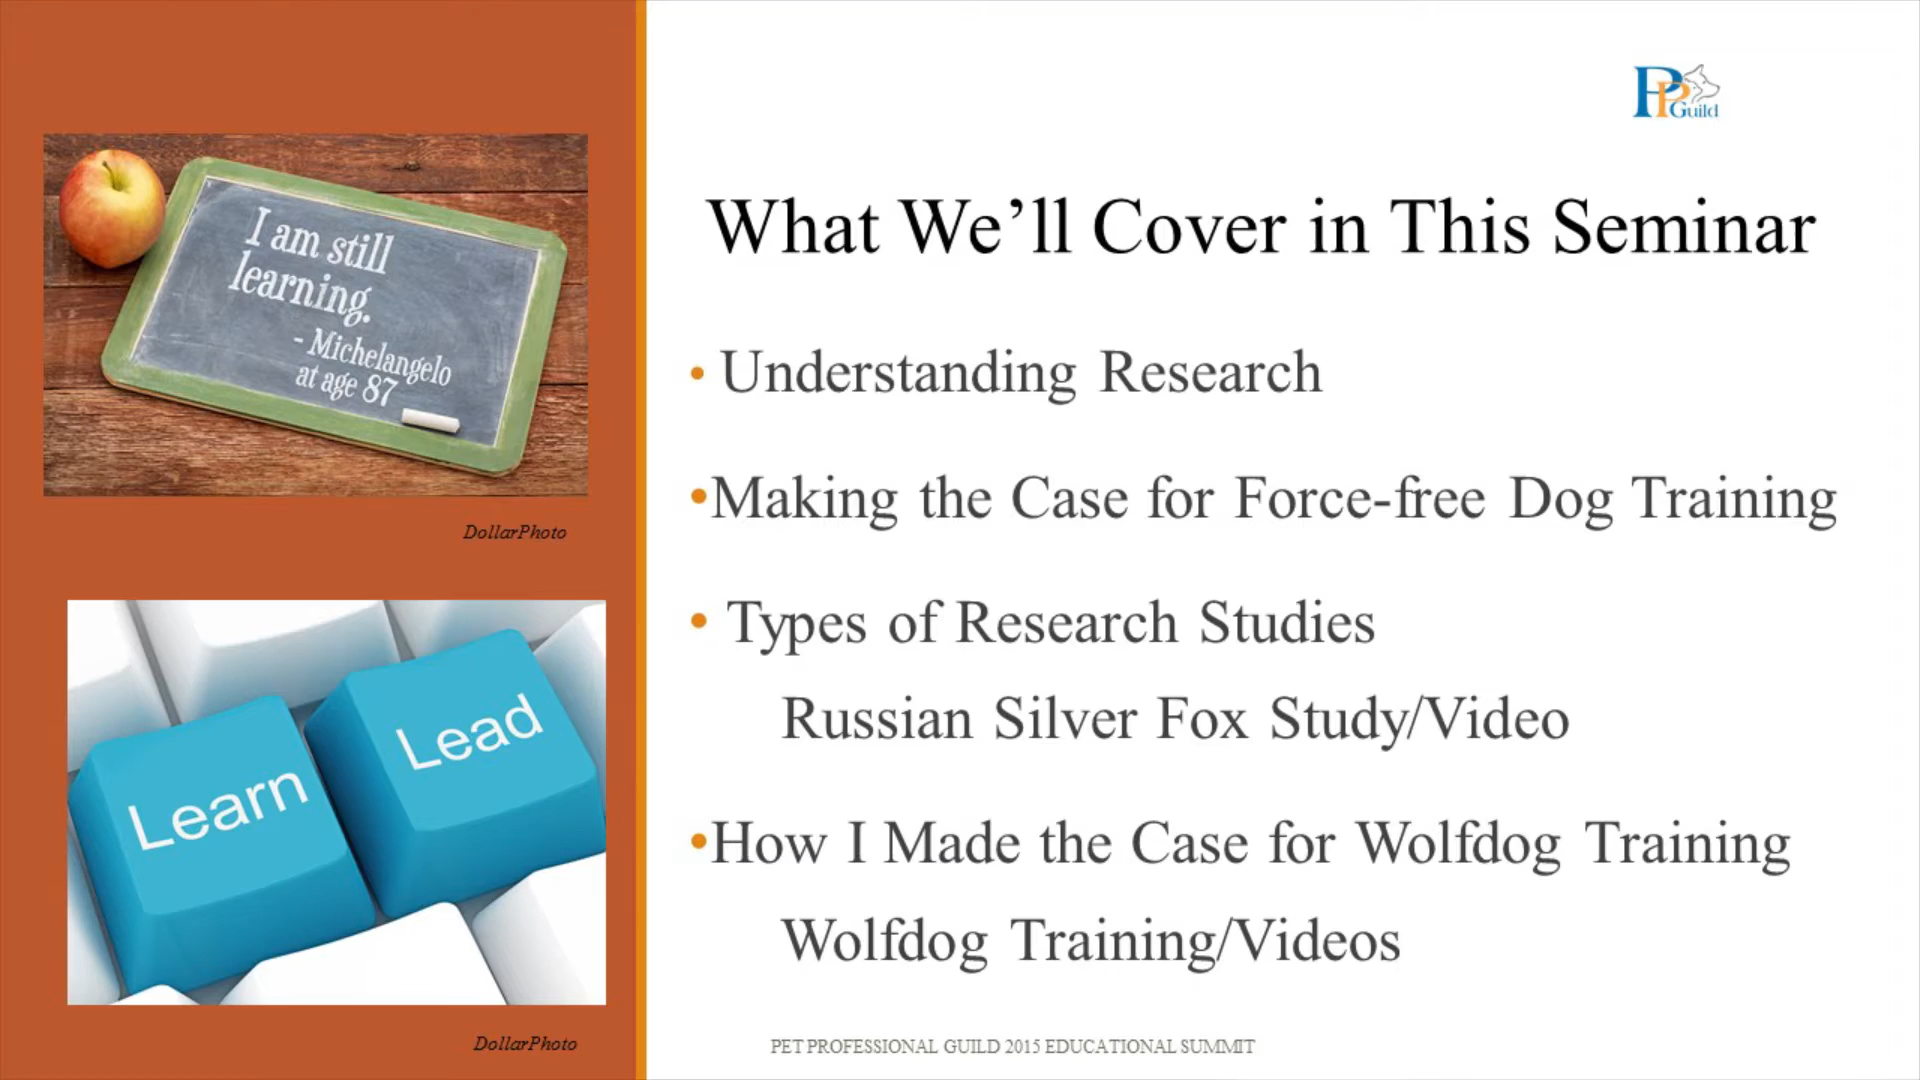 I am still
learning.
- Michelangelo
at age 87
DollarPhoto
Learn
Lead
DollarPhoto
PP
Guild
What We’ll Cover in This Seminar
• Understanding Research
•Making the Case for Force-free Dog Training
• Types of Research Studies
Russian Silver Fox Study/Video
•How I Made the Case for Wolfdog Training
Wolfdog Training/Videos
PET PROFESSIONAL GUILD 2015 EDUCATIONAL SUMMIT